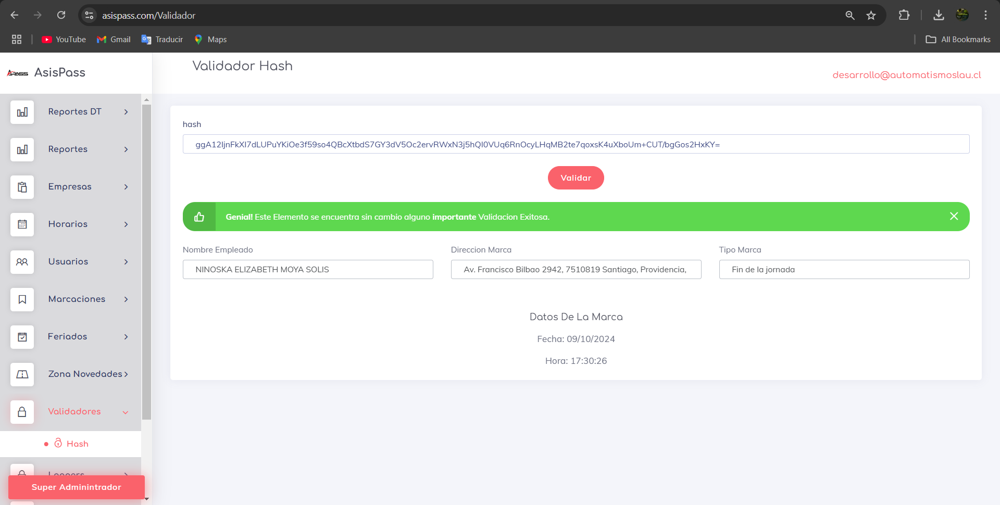 asispass.com/Validador
YouTube
Gmail
Traducir
Maps
All Bookmarks
APASS AsisPass
Validador Hash
desarrollo@automatismoslau.cl
Reportes DT
Reportes
Empresas
Horarios
Usuarios
Marcaciones
Feriados
Zona Novedades
Validadores
Hash
Super Adminintrador
hash
ggA12IjnFkXI7dLUPuYKiOe3f59so4QBcXtbdS7GY3dV5Oc2ervRWxN3j5hQI0VUq6RnOcyLHqMB2te7qoxsK4uXboUm+CUT/bgGos2HxKY=
Validar
Genial! Este Elemento se encuentra sin cambio alguno importante Validacion Exitosa.
Nombre Empleado
NINOSKA ELIZABETH MOYA SOLIS
Direccion Marca
Av. Francisco Bilbao 2942, 7510819 Santiago, Providencia,
Tipo Marca
Fin de la jornada
Datos De La Marca
Fecha: 09/10/2024
Hora: 17:30:26